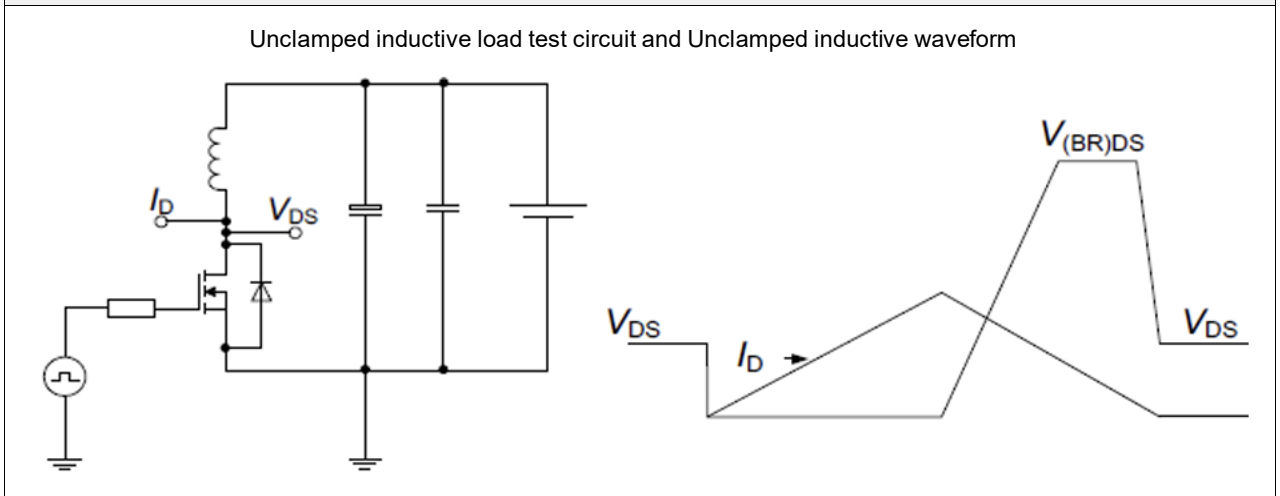 Unclamped inductive load test circuit and Unclamped inductive waveform
V(BR)DS
ID
VDS
VDS
ID
VDS